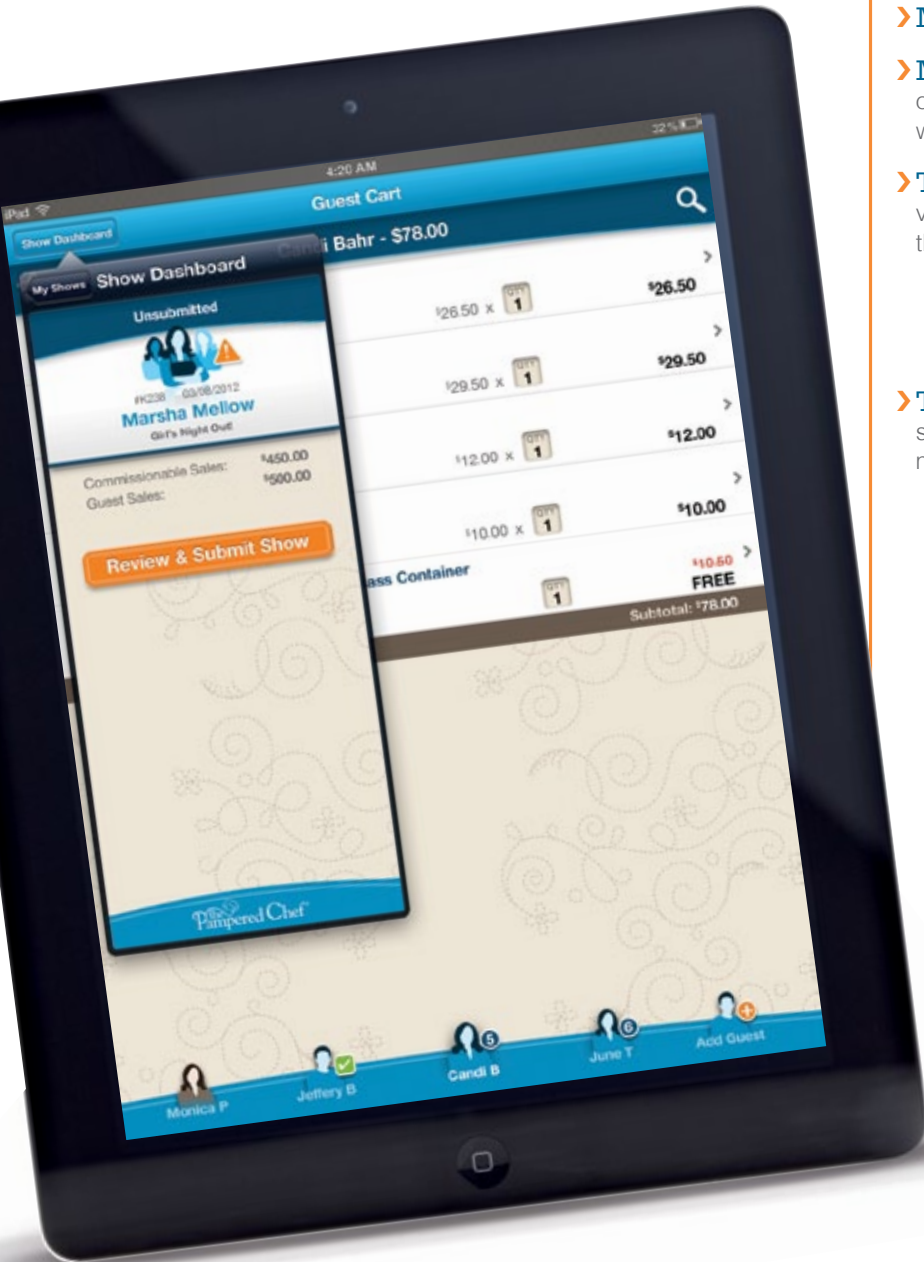 iPad
4:20 AM
32%
Show Dashboard
Guest Cart
i Bahr - $78.00
My Shows
Show Dashboard
Unsubmitted
#K238 03/08/2012
Marsha Mellow
Girl's Night Out!
Commissionable Sales: $450.00
Guest Sales: $500.00
Review & Submit Show
The Pampered Chef
$26.50 x QTY 1 $26.50
$29.50 x QTY 1 $29.50
$12.00 x QTY 1 $12.00
$10.00 x QTY 1 $10.00
ass Container
QTY 1 $10.50
FREE
Subtotal: $78.00
Monica P
Jeffery B
5
Candi B
6
June T
Add Guest